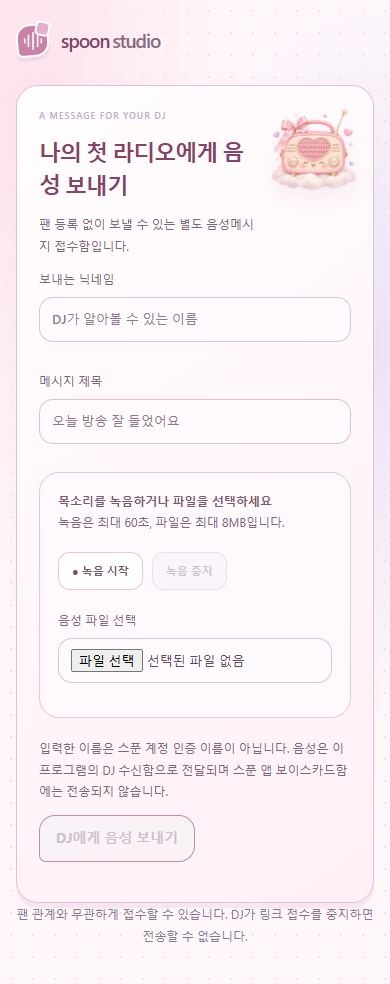 spoon studio
A MESSAGE FOR YOUR DJ
나의 첫 라디오에게 음
성 보내기
팬 등록 없이 보낼 수 있는 별도 음성메시
지 접수함입니다.
보내는 닉네임
DJ가 알아볼 수 있는 이름
메시지 제목
오늘 방송 잘 들었어요
목소리를 녹음하거나 파일을 선택하세요
녹음은 최대 60초, 파일은 최대 8MB입니다.
● 녹음 시작 녹음 중지
음성 파일 선택
파일 선택 선택된 파일 없음
입력한 이름은 스푼 계정 인증 이름이 아닙니다. 음성은 이
프로그램의 DJ 수신함으로 전달되며 스푼 앱 보이스카드함
에는 전송되지 않습니다.
DJ에게 음성 보내기
팬 관계와 무관하게 접수할 수 있습니다. DJ가 링크 접수를 중지하면
전송할 수 없습니다.